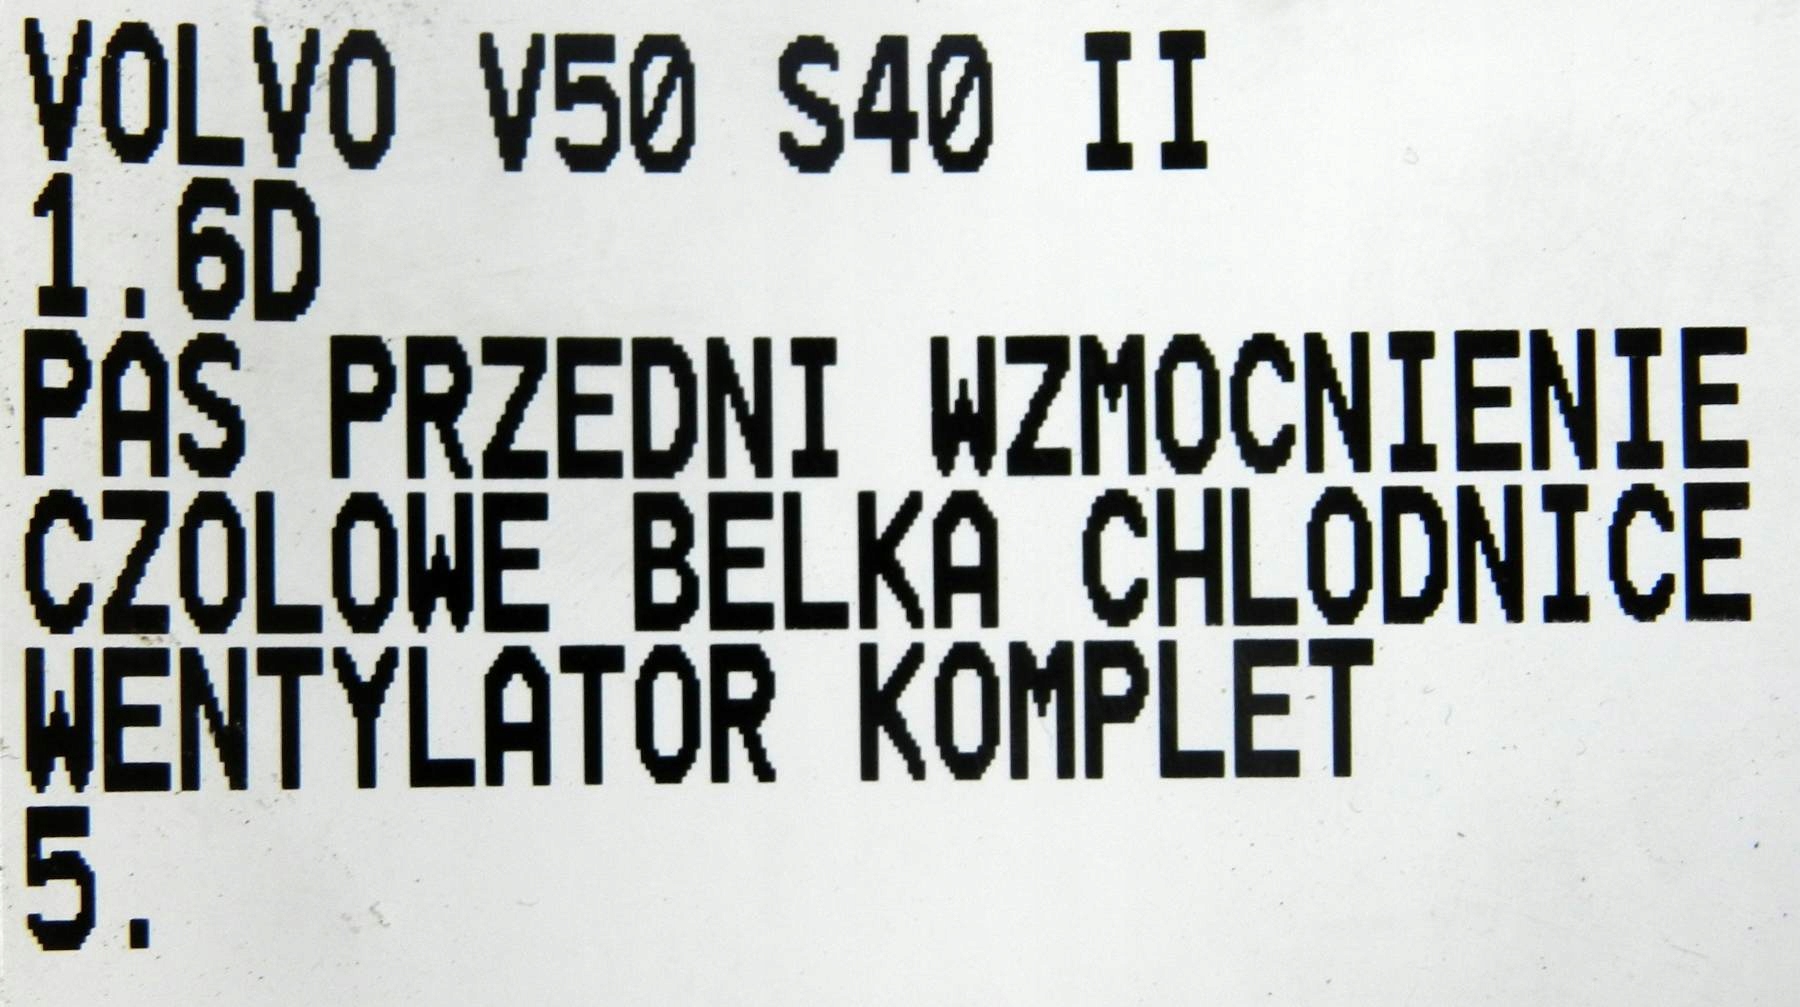 VOLVO V50 S40 II
1.6D
PAS PRZEDNI WZMOCNIENIE
CZOLOWE BELKA CHLODNICE
WENTYLATOR KOMPLET
5.